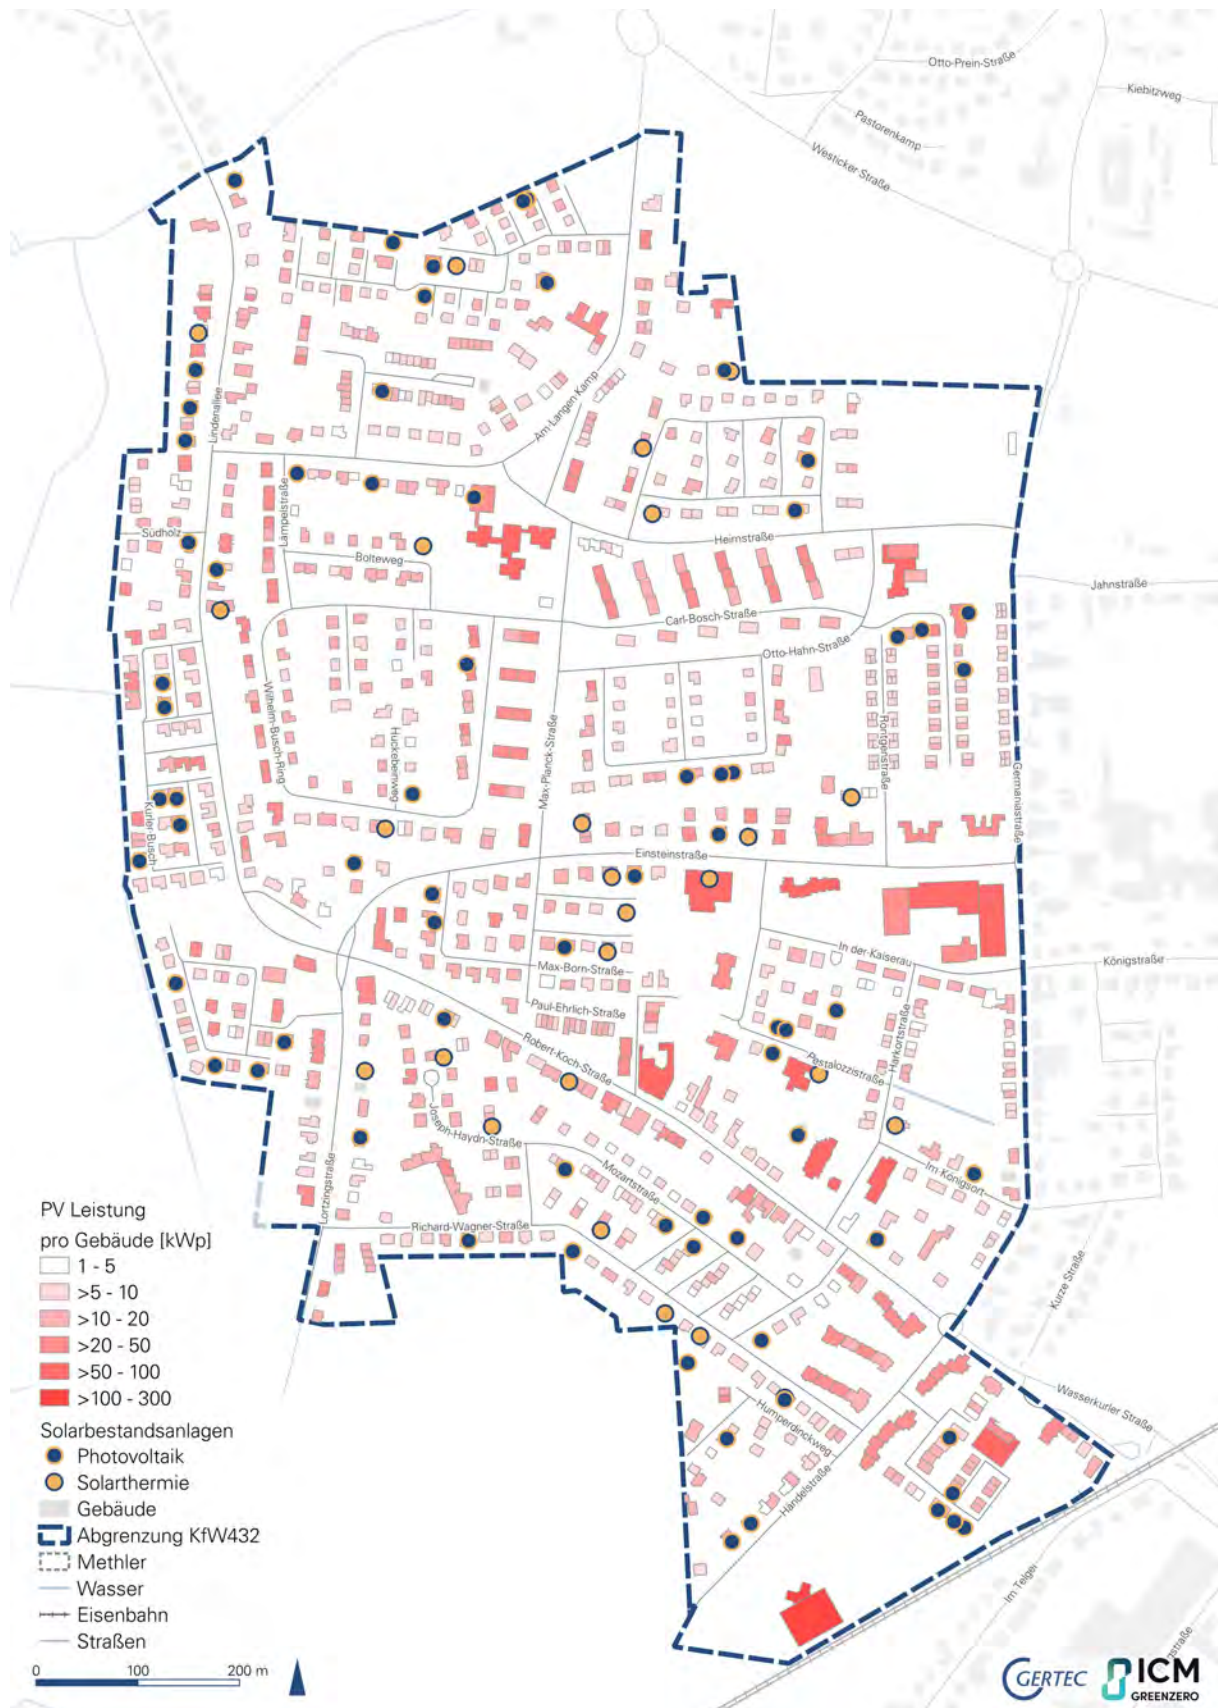 Otto-Prein-Straße
Kiebitzweg
Pastorenkamp
Westicker Straße
Lindenallee
Am-Langen Kamp
Lämpelstraße
Südholz
Bolteweg
Heirnstraße
Jahnstraße
Carl-Bosch-Straße
Otto-Hahn-Straße
Wilhelm-Busch-Ring
Huckebeinweg
Max-Planck-Straße
Röntgenstraße
Germaniastraße
Kurler-Busch
Einsteinstraße
In der-Kaiserau
Königstraße
Max-Born-Straße
Paul-Ehrlich-Straße
Robert-Koch-Straße
Pestalozzistraße
Harkortstraße
Joseph-Haydn-Straße
Mozartstraße
Im-Königsort
Lortzingstraße
Richard-Wagner-Straße
Kurze Straße
Wasserkurler Straße
Humperdinckweg
Händelstraße
Im Telgei
gstraße
PV Leistung
pro Gebäude [kWp]
1 - 5
>5 - 10
>10 - 20
>20 - 50
>50 - 100
>100 - 300
Solarbestandsanlagen
Photovoltaik
Solarthermie
Gebäude
Abgrenzung KfW432
Methler
Wasser
Eisenbahn
Straßen
0 100 200 m
GERTEC
ICM
GREENZERO